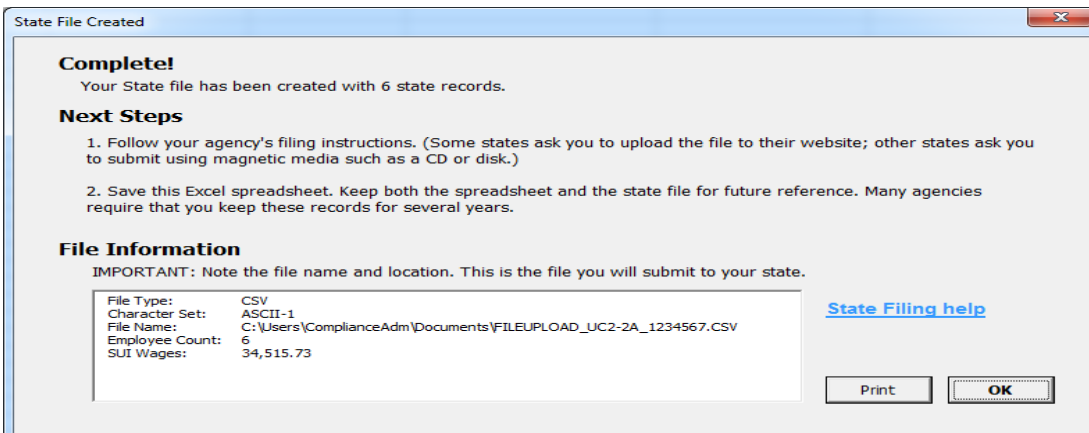 State File Created
Complete!
Your State file has been created with 6 state records.
Next Steps
1. Follow your agency's filing instructions. (Some states ask you to upload the file to their website; other states ask you
to submit using magnetic media such as a CD or disk.)
2. Save this Excel spreadsheet. Keep both the spreadsheet and the state file for future reference. Many agencies
require that you keep these records for several years.
File Information
IMPORTANT: Note the file name and location. This is the file you will submit to your state.
File Type: CSV
Character Set: ASCII-1
File Name: C:\Users\ComplianceAdm\Documents\FILEUPLOAD_UC2-2A_1234567.CSV
Employee Count: 6
SUI Wages: 34,515.73
State Filing help
Print OK